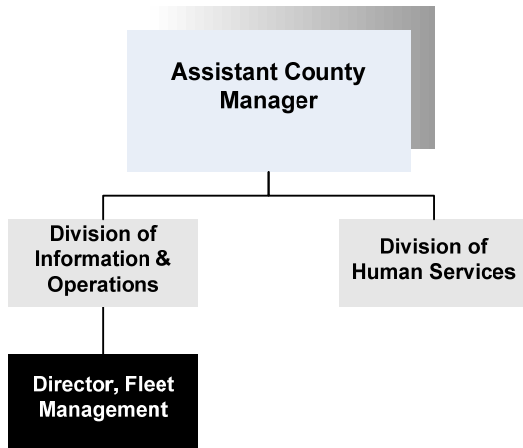 Assistant County
Manager
Division of
Information &
Operations
Division of
Human Services
Director, Fleet
Management